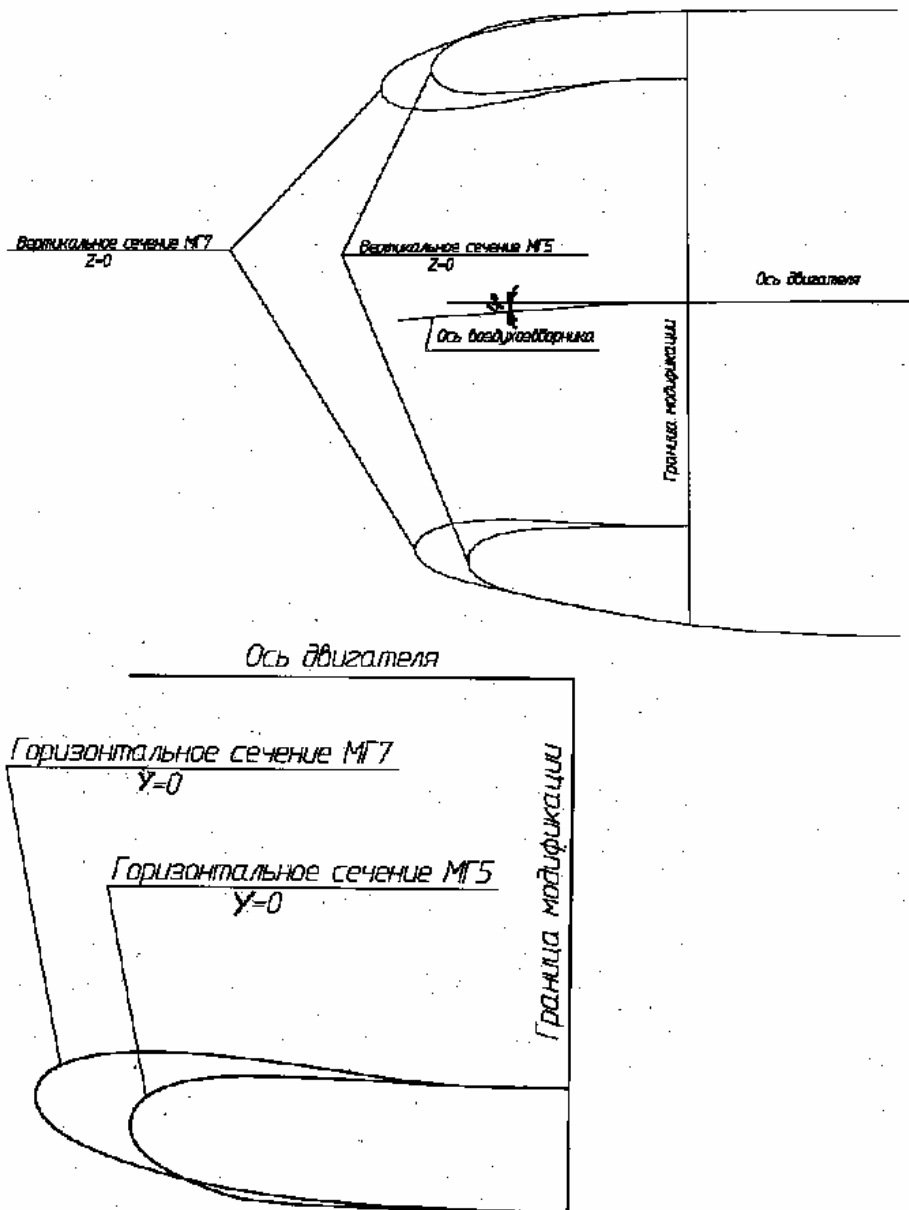 Вертикальное сечение МГ7
Z=0
Вертикальное сечение МГ5
Z=0
Ось двигателя
Ось воздухозаборника
Граница модификации
Ось двигателя
Горизонтальное сечение МГ7
Y=0
Горизонтальное сечение МГ5
Y=0
Граница модификации